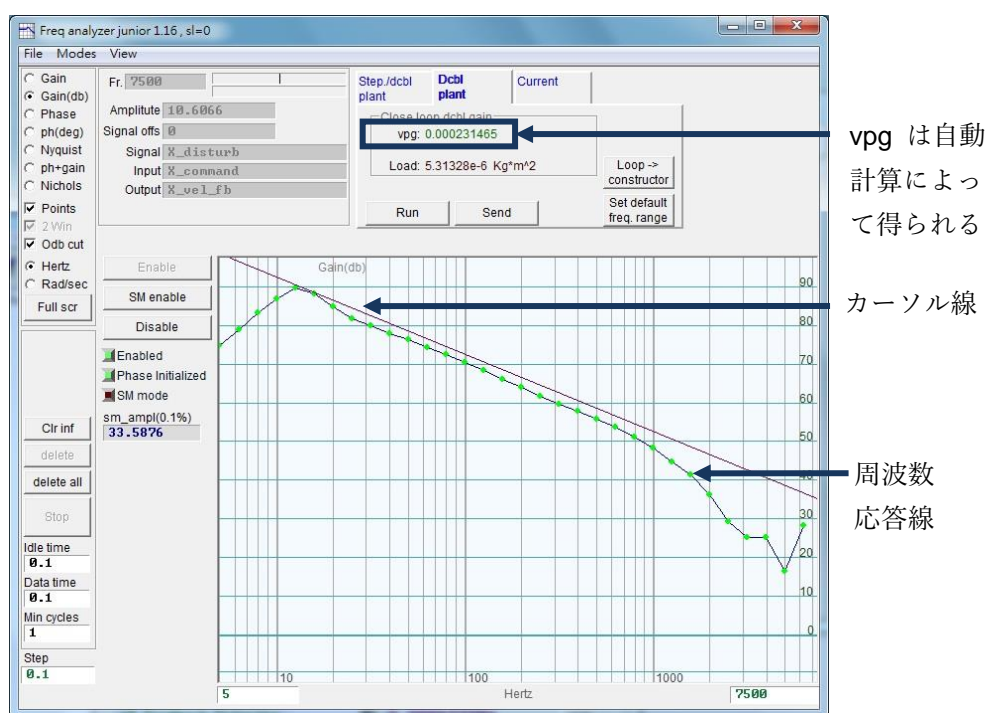 Freq analyzer junior 1.16 , sl=0
File Modes View
Gain
Gain(db)
Phase
ph(deg)
Nyquist
ph+gain
Nichols
Points
2 Win
Odb cut
Hertz
Rad/sec
Full scr
Fr. 7500
Amplitute 10.6066
Signal offs 0
Signal X_disturb
Input X_command
Output X_vel_fb
Step./dcbl plant
Dcbl plant
Current
Close loop dcbl gain
vpg: 0.000231465
Load: 5.31328e-6 Kg*m^2
Loop -> constructor
Run
Send
Set default freq. range
Enable
SM enable
Disable
Enabled
Phase Initialized
SM mode
sm_ampl(0.1%)
33.5876
Clr inf
delete
delete all
Stop
Idle time
0.1
Data time
0.1
Min cycles
1
Step
0.1
Gain(db)
90
80
70
60
50
40
30
20
10
0
10
100
1000
5
Hertz
7500
vpg は自動
計算によっ
て得られる
カーソル線
周波数
応答線